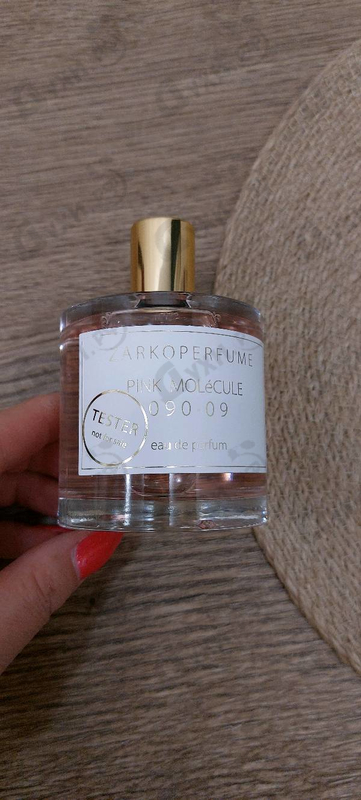 ZARKOPERFUME
PINK MOLéCULE
090·09
TESTER
not for sale
eau de parfum